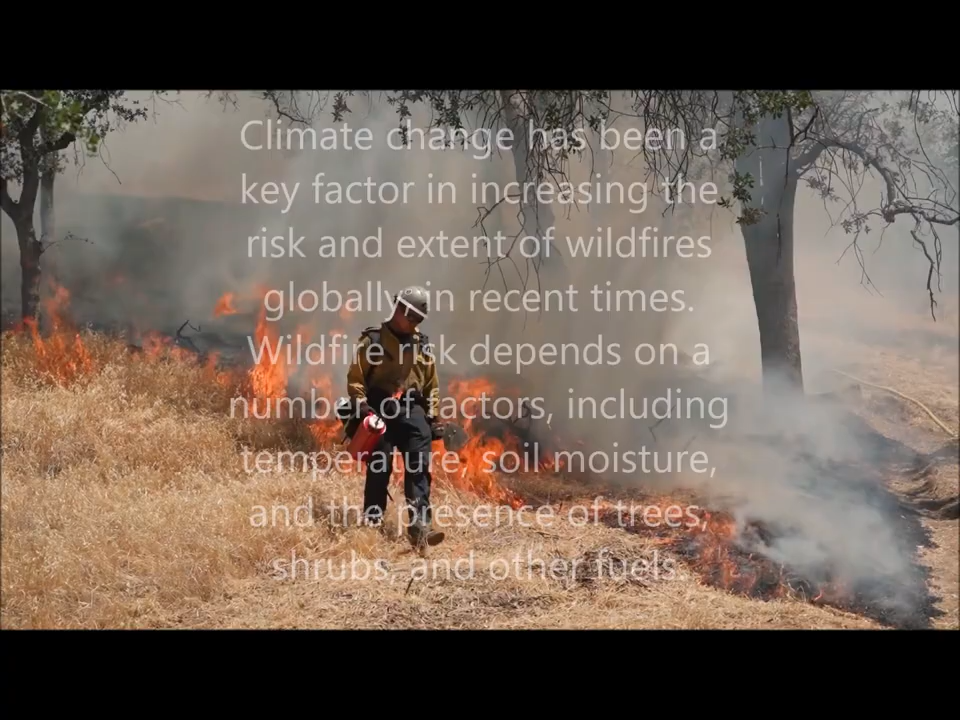 Climate change has been a
key factor in increasing the
risk and extent of wildfires
globally in recent times.
Wildfire risk depends on a
number of factors, including
temperature, soil moisture,
and the presence of trees,
shrubs, and other fuels.